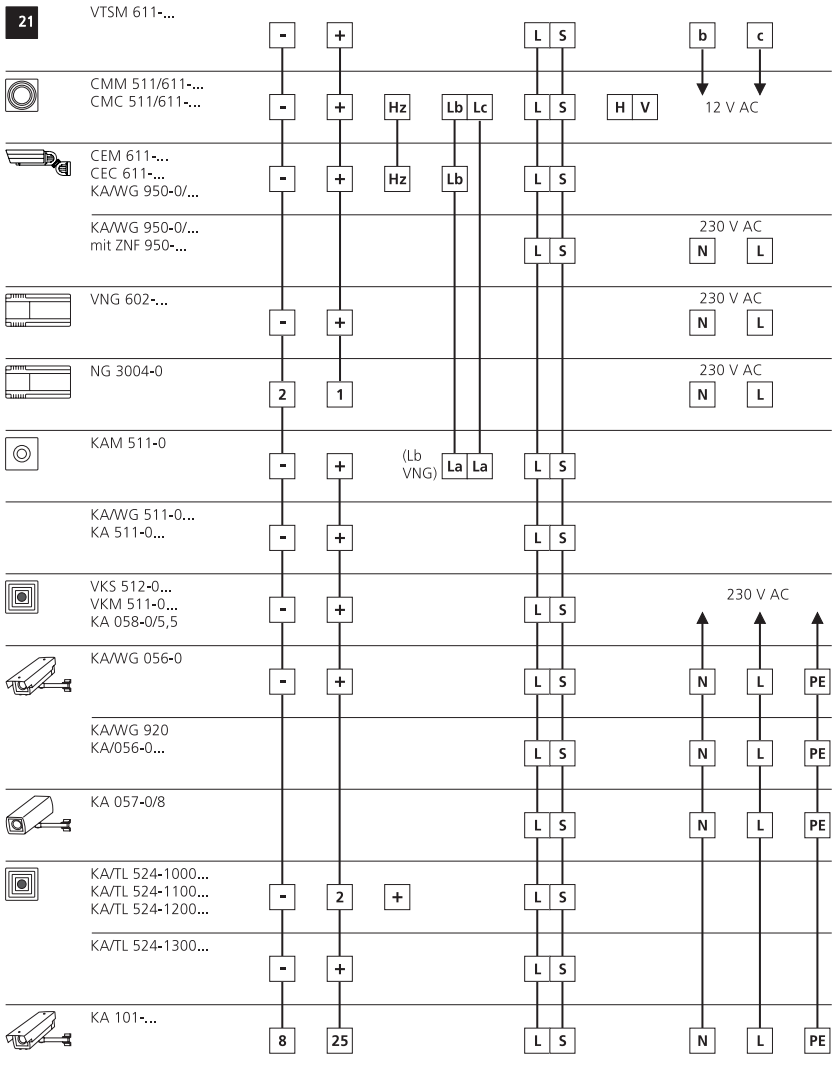 21 VTSM 611-...
- + L S b c
CMM 511/611-...
CMC 511/611-...
- + Hz Lb Lc L S H V 12 V AC
CEM 611-...
CEC 611-...
KA/WG 950-0/...
- + Hz Lb L S
KA/WG 950-0/...
mit ZNF 950-...
230 V AC
L S N L
VNG 602-...
230 V AC
- + N L
NG 3004-0
230 V AC
2 1 N L
KAM 511-0
(Lb
VNG)
- + La La L S
KA/WG 511-0...
KA 511-0...
- + L S
VKS 512-0...
VKM 511-0...
KA 058-0/5,5
230 V AC
- + L S
KA/WG 056-0
- + L S N L PE
KA/WG 920
KA/056-0...
L S N L PE
KA 057-0/8
L S N L PE
KA/TL 524-1000...
KA/TL 524-1100...
KA/TL 524-1200...
- 2 + L S
KA/TL 524-1300...
- + L S
KA 101-...
8 25 L S N L PE